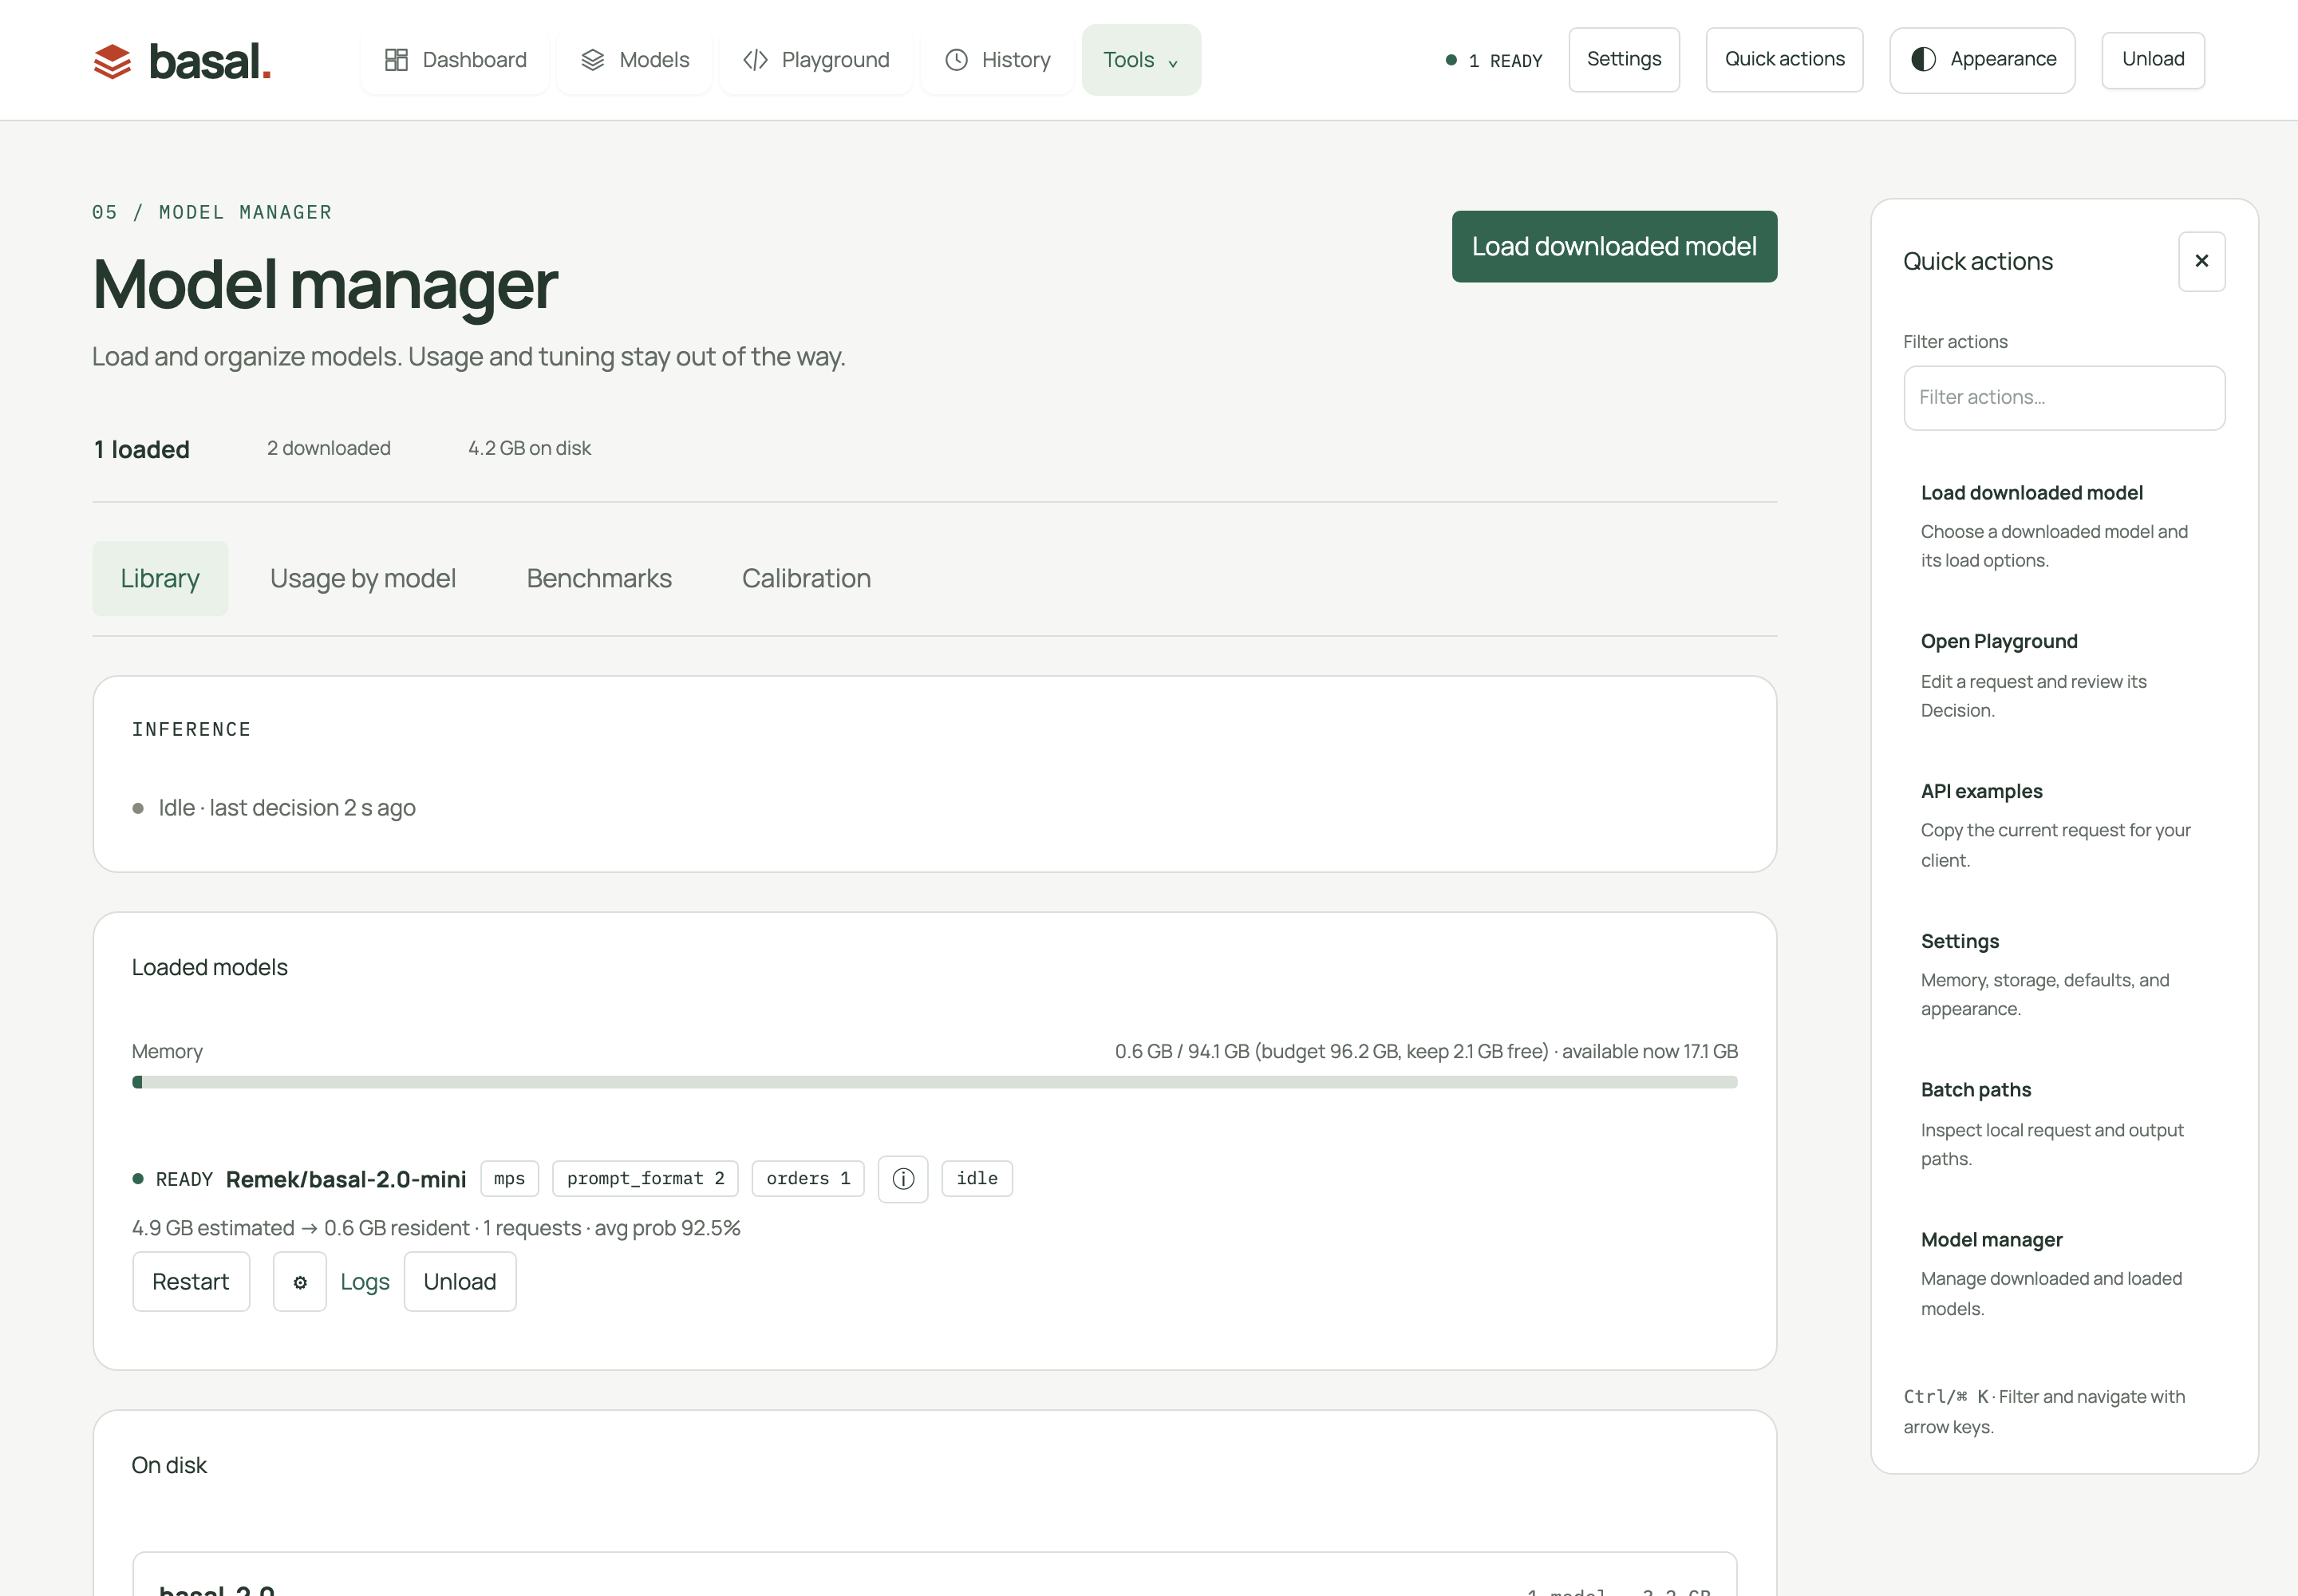 basal.
Dashboard
Models
Playground
History
Tools
1 READY
Settings
Quick actions
Appearance
Unload
05 / MODEL MANAGER
Model manager
Load and organize models. Usage and tuning stay out of the way.
Load downloaded model
1 loaded
2 downloaded
4.2 GB on disk
Library
Usage by model
Benchmarks
Calibration
INFERENCE
Idle · last decision 2 s ago
Loaded models
Memory
0.6 GB / 94.1 GB (budget 96.2 GB, keep 2.1 GB free) · available now 17.1 GB
READY Remek/basal-2.0-mini mps prompt_format 2 orders 1 ⓘ idle
4.9 GB estimated → 0.6 GB resident · 1 requests · avg prob 92.5%
Restart ⚙ Logs Unload
On disk
basal-2.0
1 model · 3.2 GB
Quick actions
×
Filter actions
Filter actions…
Load downloaded model
Choose a downloaded model and
its load options.
Open Playground
Edit a request and review its
Decision.
API examples
Copy the current request for your
client.
Settings
Memory, storage, defaults, and
appearance.
Batch paths
Inspect local request and output
paths.
Model manager
Manage downloaded and loaded
models.
Ctrl/⌘ K · Filter and navigate with
arrow keys.